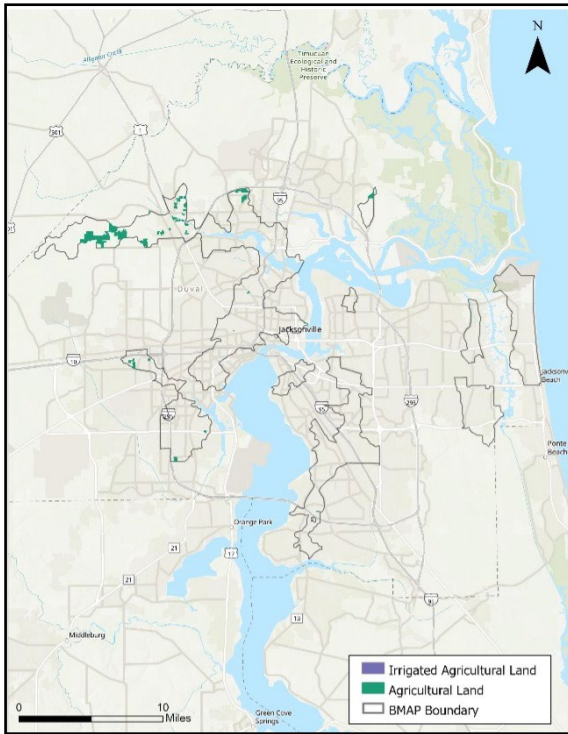 N
Alligator Creek
Timucuan
Ecological and
Historic
Preserve
301
1
95
Duval
Jacksonville
10
295
95
295
Jacksonville
Beach
Ponte
Beach
Orange Park
21
17
21
13
Middleburg
Green Cove
Springs
0
10
Miles
Irrigated Agricultural Land
Agricultural Land
BMAP Boundary